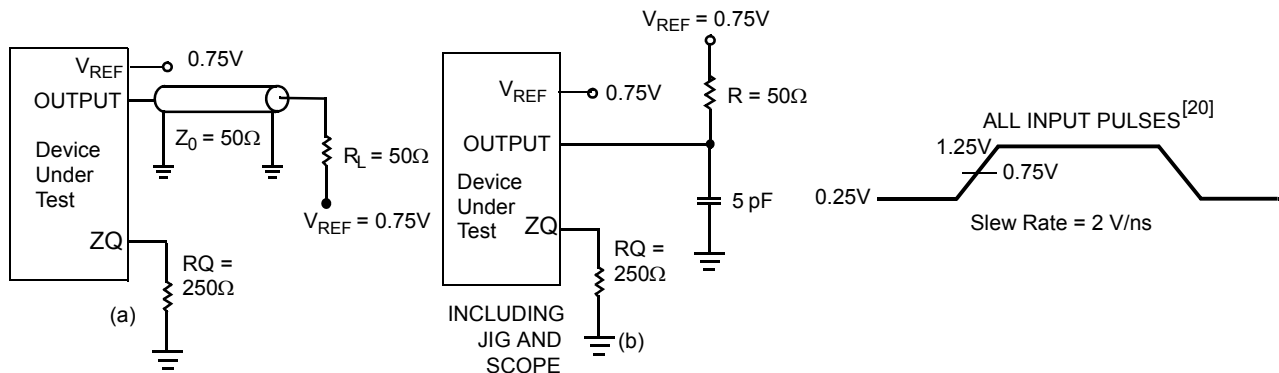 V_REF
0.75V
OUTPUT
Z_0 = 50Ω
Device
Under
Test
R_L = 50Ω
V_REF = 0.75V
ZQ
RQ =
250Ω
(a)
V_REF = 0.75V
V_REF
0.75V
R = 50Ω
OUTPUT
Device
Under
Test
5 pF
ZQ
RQ =
250Ω
INCLUDING
JIG AND
SCOPE
(b)
ALL INPUT PULSES[20]
1.25V
0.75V
0.25V
Slew Rate = 2 V/ns